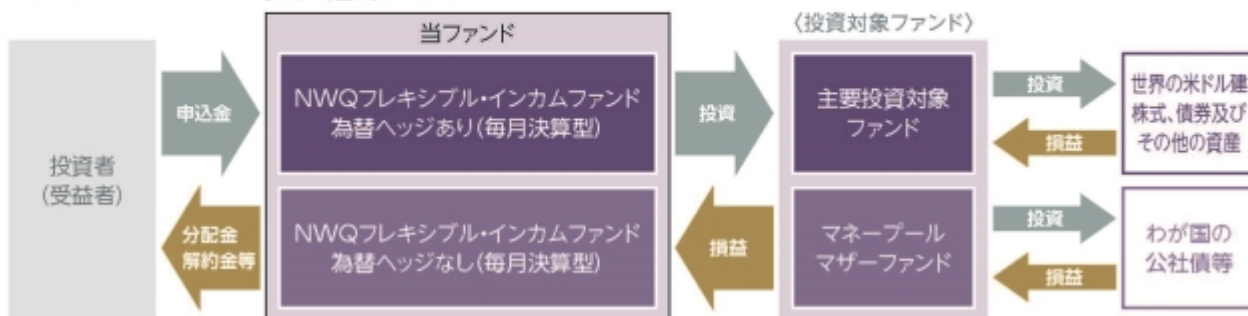 当ファンド
〈投資対象ファンド〉
投資者
(受益者)
申込金
分配金
解約金等
NWQフレキシブル・インカムファンド
為替ヘッジあり(毎月決算型)
NWQフレキシブル・インカムファンド
為替ヘッジなし(毎月決算型)
投資
損益
主要投資対象
ファンド
マネープール
マザーファンド
投資
損益
投資
損益
世界の米ドル建
株式、債券及び
その他の資産
わが国の
公社債等